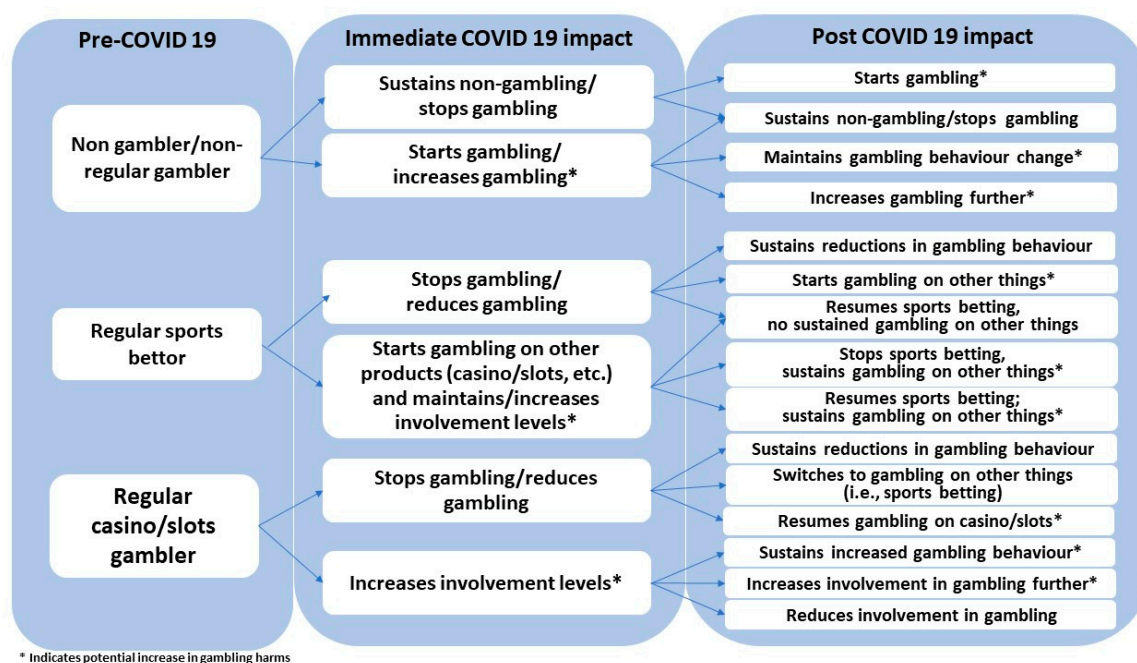 Pre-COVID 19
Non gambler/non-
regular gambler
Regular sports
bettor
Regular
casino/slots
gambler
Immediate COVID 19 impact
Sustains non-gambling/
stops gambling
Starts gambling/
increases gambling*
Stops gambling/
reduces gambling
Starts gambling on other
products (casino/slots, etc.)
and maintains/increases
involvement levels*
Stops gambling/reduces
gambling
Increases involvement levels*
Post COVID 19 impact
Starts gambling*
Sustains non-gambling/stops gambling
Maintains gambling behaviour change*
Increases gambling further*
Sustains reductions in gambling behaviour
Starts gambling on other things*
Resumes sports betting,
no sustained gambling on other things
Stops sports betting,
sustains gambling on other things*
Resumes sports betting;
sustains gambling on other things*
Sustains reductions in gambling behaviour
Switches to gambling on other things
(i.e., sports betting)
Resumes gambling on casino/slots*
Sustains increased gambling behaviour*
Increases involvement in gambling further*
Reduces involvement in gambling
* Indicates potential increase in gambling harms